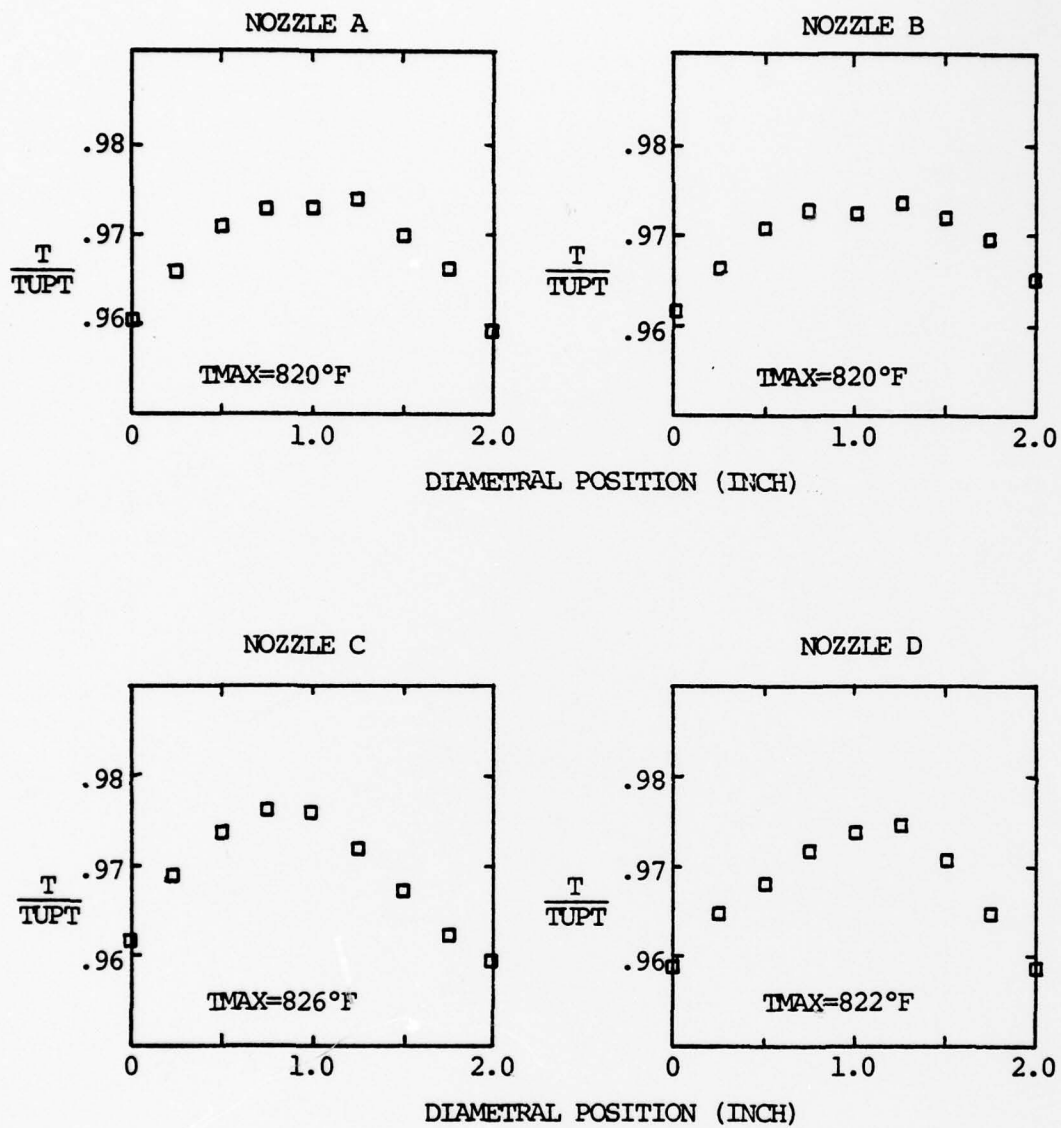 NOZZLE A
.98
.97
.96
T
TUPT
TMAX=820°F
0 1.0 2.0
NOZZLE B
.98
.97
.96
T
TUPT
TMAX=820°F
0 1.0 2.0
DIAMETRAL POSITION (INCH)
NOZZLE C
.98
.97
.96
T
TUPT
TMAX=826°F
0 1.0 2.0
NOZZLE D
.98
.97
.96
T
TUPT
TMAX=822°F
0 1.0 2.0
DIAMETRAL POSITION (INCH)